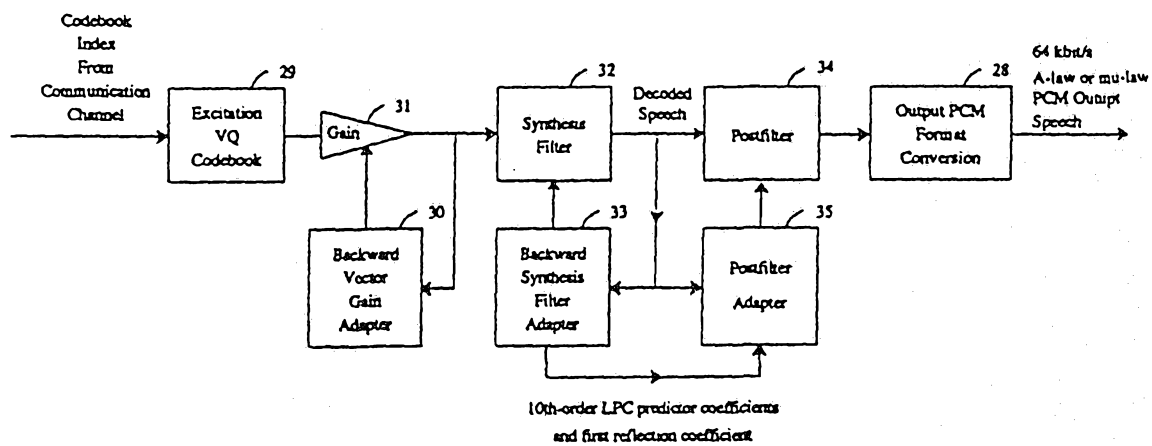 Codebook
Index
From
Communication
Channel
29
Excitation
VQ
Codebook
31
Gain
30
Backward
Vector
Gain
Adapter
32
Synthesis
Filter
33
Backward
Synthesis
Filter
Adapter
Decoded
Speech
34
Postfilter
35
Postfilter
Adapter
28
Output PCM
Format
Conversion
64 kbit/s
A-law or mu-law
PCM Outupt
Speech
10th-order LPC predictor coefficients
and first reflection coefficient